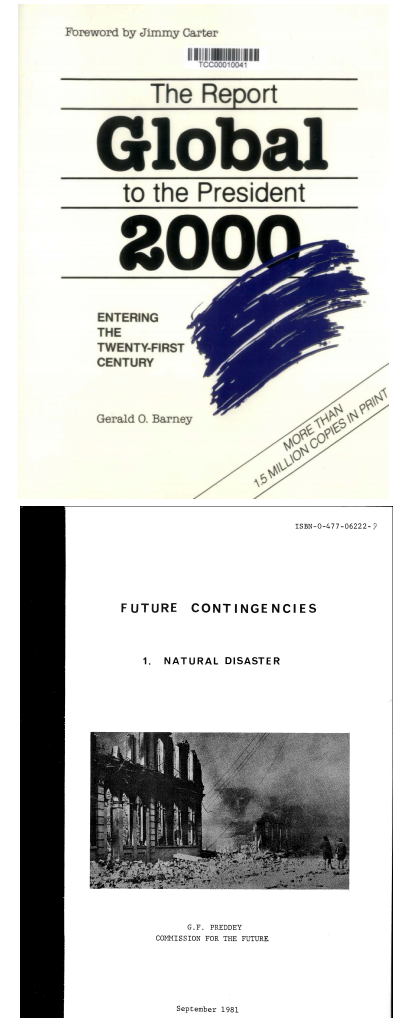 Foreword by Jimmy Carter
TCC00010041
The Report
Global
to the President
2000
ENTERING
THE
TWENTY-FIRST
CENTURY
Gerald O. Barney
MORE THAN
1.5 MILLION COPIES IN PRINT
ISBN-0-477-06222-9
FUTURE CONTINGENCIES
1. NATURAL DISASTER
G.F. PREDDEY
COMMISSION FOR THE FUTURE
September 1981